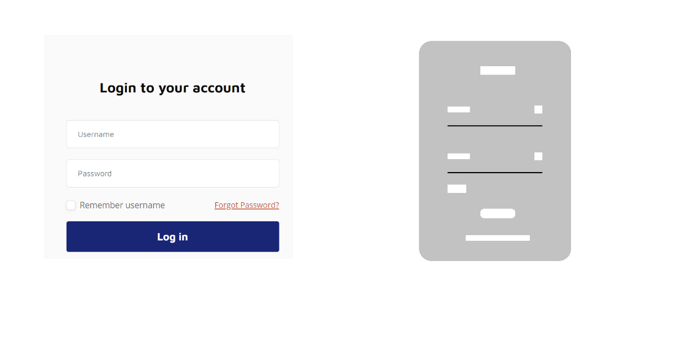 Login to your account
Username
Password
Remember username Forgot Password?
Log in